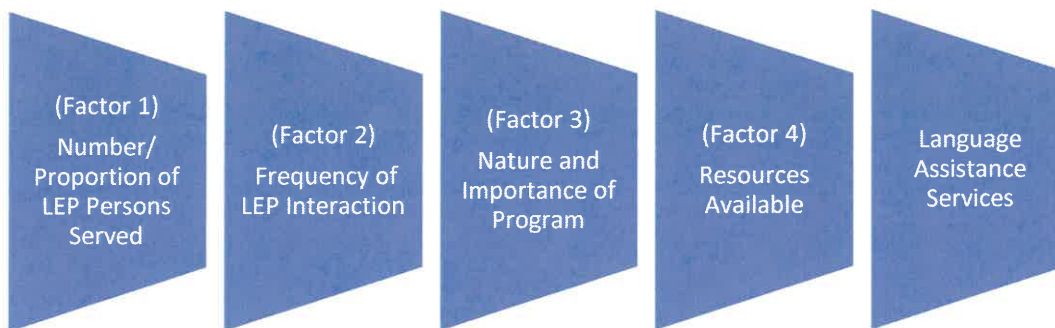 (Factor 1)
Number/
Proportion of
LEP Persons
Served
(Factor 2)
Frequency of
LEP Interaction
(Factor 3)
Nature and
Importance of
Program
(Factor 4)
Resources
Available
Language
Assistance
Services